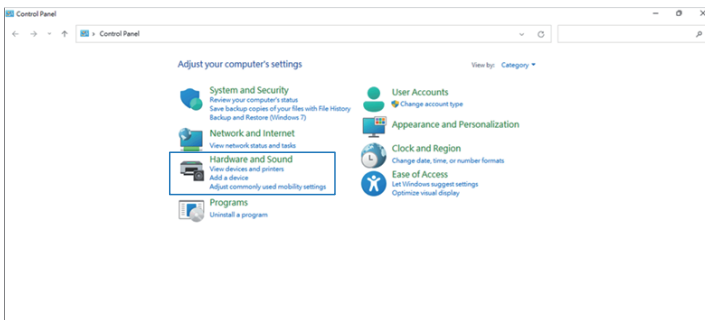 Control Panel
Control Panel
Adjust your computer's settings
View by: Category
System and Security
Review your computer's status
Save backup copies of your files with File History
Backup and Restore (Windows 7)
Network and Internet
View network status and tasks
Hardware and Sound
View devices and printers
Add a device
Adjust commonly used mobility settings
Programs
Uninstall a program
User Accounts
Change account type
Appearance and Personalization
Clock and Region
Change date, time, or number formats
Ease of Access
Let Windows suggest settings
Optimize visual display